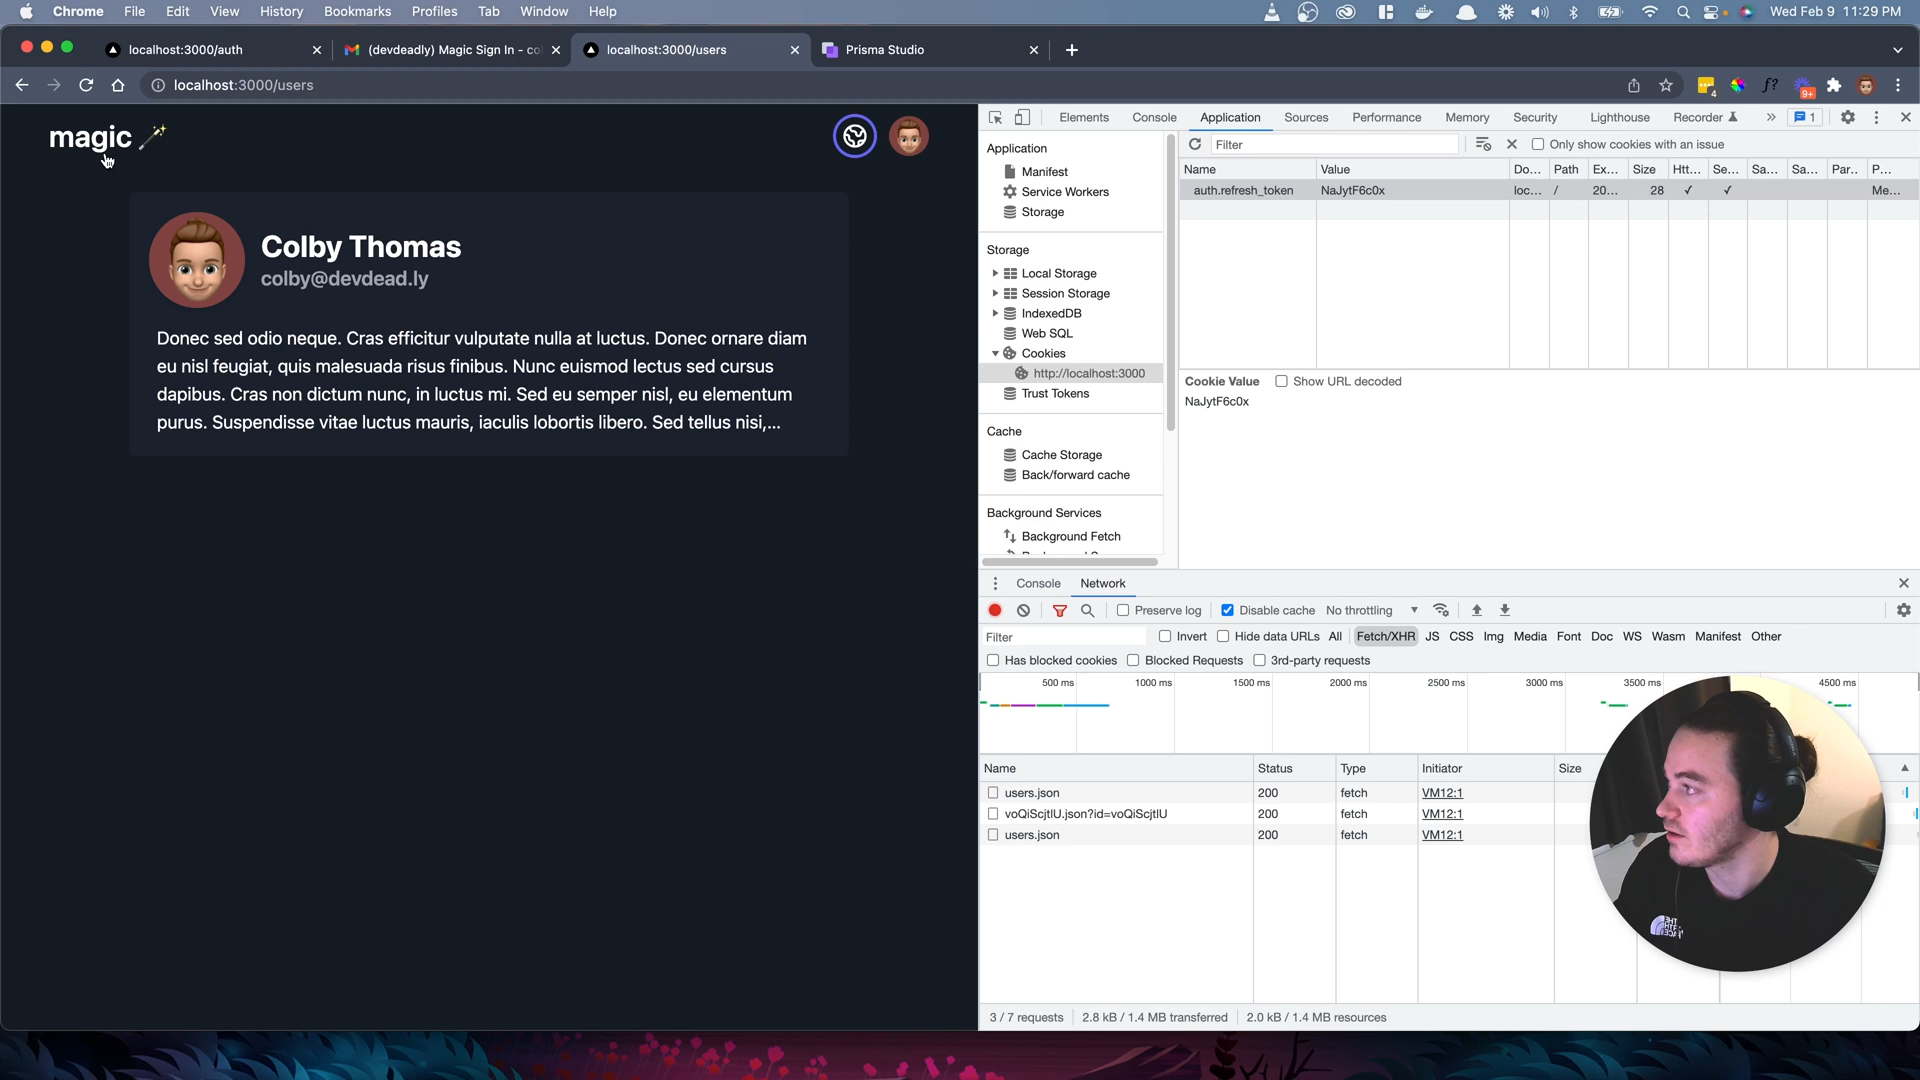 Chrome File Edit View History Bookmarks Profiles Tab Window Help Wed Feb 9 11:29 PM
localhost:3000/auth (devdeadly) Magic Sign In - co localhost:3000/users Prisma Studio
localhost:3000/users
f? 4 9+
magic
Colby Thomas
colby@devdead.ly
Donec sed odio neque. Cras efficitur vulputate nulla at luctus. Donec ornare diam
eu nisl feugiat, quis malesuada risus finibus. Nunc euismod lectus sed cursus
dapibus. Cras non dictum nunc, in luctus mi. Sed eu semper nisl, eu elementum
purus. Suspendisse vitae luctus mauris, iaculis lobortis libero. Sed tellus nisi,...
Elements Console Application Sources Performance Memory Security Lighthouse Recorder 1
Application
Manifest
Service Workers
Storage
Storage
Local Storage
Session Storage
IndexedDB
Web SQL
Cookies
http://localhost:3000
Trust Tokens
Cache
Cache Storage
Back/forward cache
Background Services
Background Fetch
Filter Only show cookies with an issue
Name Value Do... Path Ex... Size Htt... Se... Sa... Sa... Par... P...
auth.refresh_token NaJytF6c0x loc... / 20... 28 ✓ ✓ Me...
Cookie Value Show URL decoded
NaJytF6c0x
Console Network
Preserve log Disable cache No throttling
Filter Invert Hide data URLs All Fetch/XHR JS CSS Img Media Font Doc WS Wasm Manifest Other
Has blocked cookies Blocked Requests 3rd-party requests
500 ms 1000 ms 1500 ms 2000 ms 2500 ms 3000 ms 3500 ms 4500 ms
Name Status Type Initiator Size
users.json 200 fetch VM12:1
voQiScjtlU.json?id=voQiScjtlU 200 fetch VM12:1
users.json 200 fetch VM12:1
3 / 7 requests 2.8 kB / 1.4 MB transferred 2.0 kB / 1.4 MB resources
THE